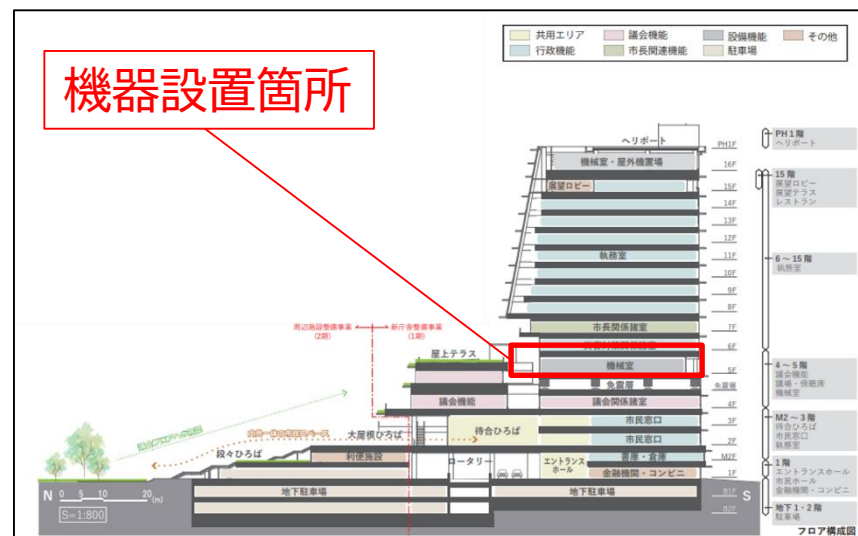 共用エリア 議会機能 設備機能 その他
行政機能 市長関連機能 駐車場
機器設置箇所
ヘリポート
PH1F
機械室・屋外機置場
16F
展望ロビー
15F
14F
13F
12F
執務室
11F
10F
9F
8F
市長関係諸室
7F
6F
機械室
5F
免震層
免震層
周辺施設整備事業
(2期)
新庁舎整備事業
(1期)
屋上テラス
議会機能
議会関係諸室
4F
大屋根ひろば
待合ひろば
市民窓口
3F
市民窓口
2F
段々ひろば
利便施設
ロータリー
エントランス
ホール
書庫・倉庫
M2F
金融機関・コンビニ
1F
地下駐車場
地下駐車場
B1F
B2F
N 0 5 10 20 (m)
S=1:800
S
PH1階
ヘリポート
15階
展望ロビー
展望テラス
レストラン
6～15階
執務室
4～5階
議会機能
議場・傍聴席
機械室
M2～3階
待合ひろば
市民窓口
執務室
1階
エントランスホール
市民ホール
金融機関・コンビニ
地下1・2階
駐車場
フロア構成図